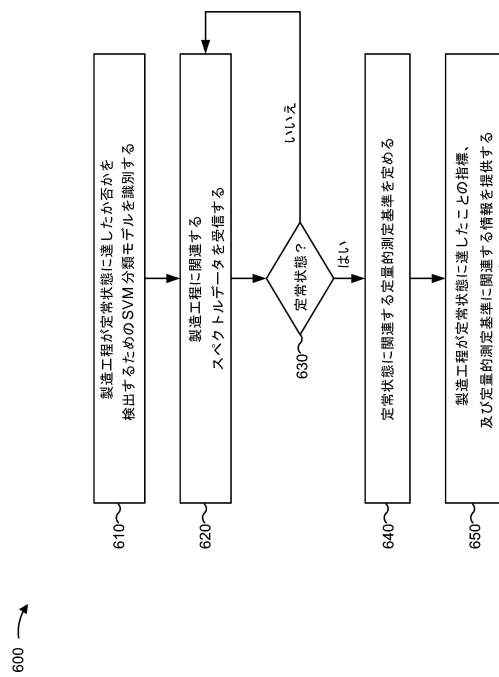 600
610
製造工程が定常状態に達したか否かを
検出するためのSVM分類モデルを識別する
620
製造工程に関連する
スペクトルデータを受信する
630
定常状態？
いいえ
はい
640
定常状態に関連する定量的測定基準を定める
650
製造工程が定常状態に達したことの指標、
及び定量的測定基準に関連する情報を提供する